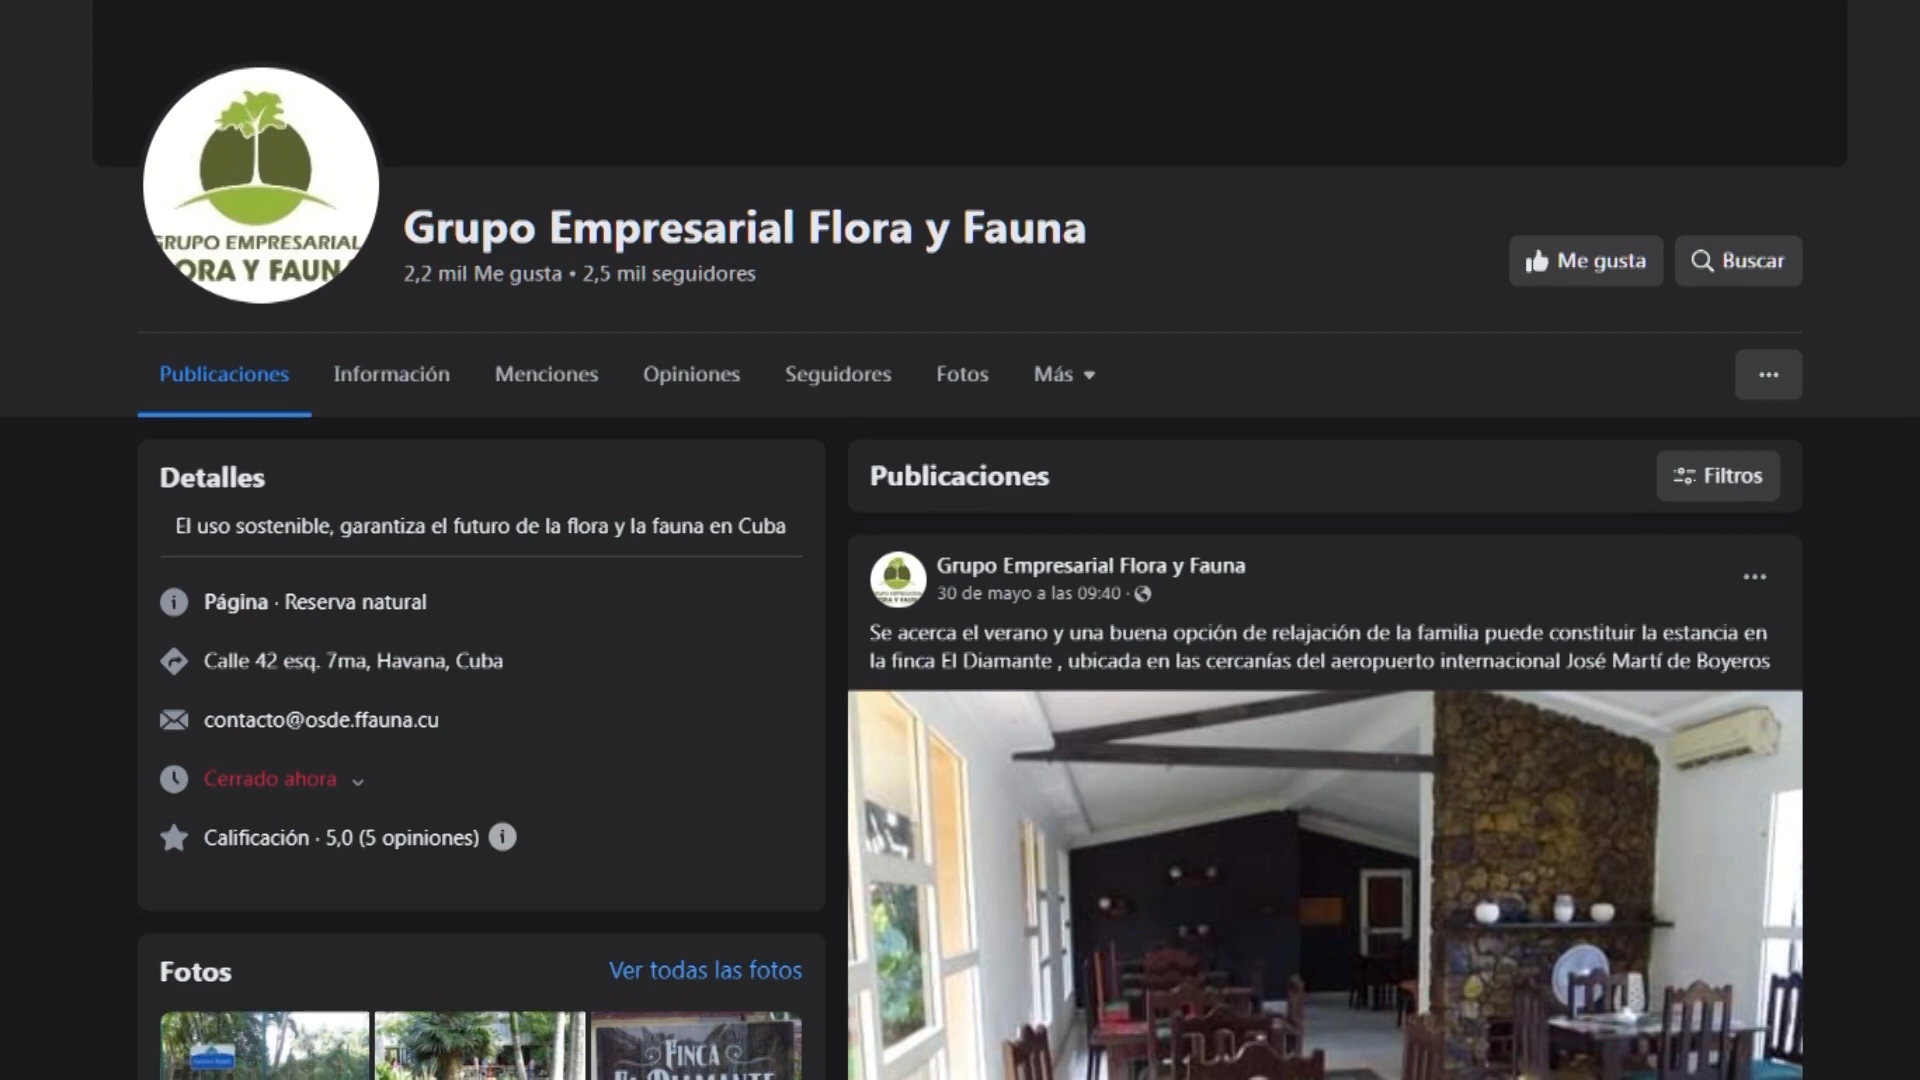 GRUPO EMPRESARIAL
Grupo Empresarial Flora y Fauna
2,2 mil Me gusta • 2,5 mil seguidores
Me gusta
Buscar
Publicaciones
Información
Menciones
Opiniones
Seguidores
Fotos
Más
Detalles
El uso sostenible, garantiza el futuro de la flora y la fauna en Cuba
Página · Reserva natural
Calle 42 esq. 7ma, Havana, Cuba
contacto@osde.ffauna.cu
Cerrado ahora
Calificación · 5,0 (5 opiniones)
Fotos
Ver todas las fotos
FINCA
EL DIAMANTE
Publicaciones
Filtros
Grupo Empresarial Flora y Fauna
30 de mayo a las 09:40 ·
Se acerca el verano y una buena opción de relajación de la familia puede constituir la estancia en
la finca El Diamante , ubicada en las cercanías del aeropuerto internacional José Martí de Boyeros